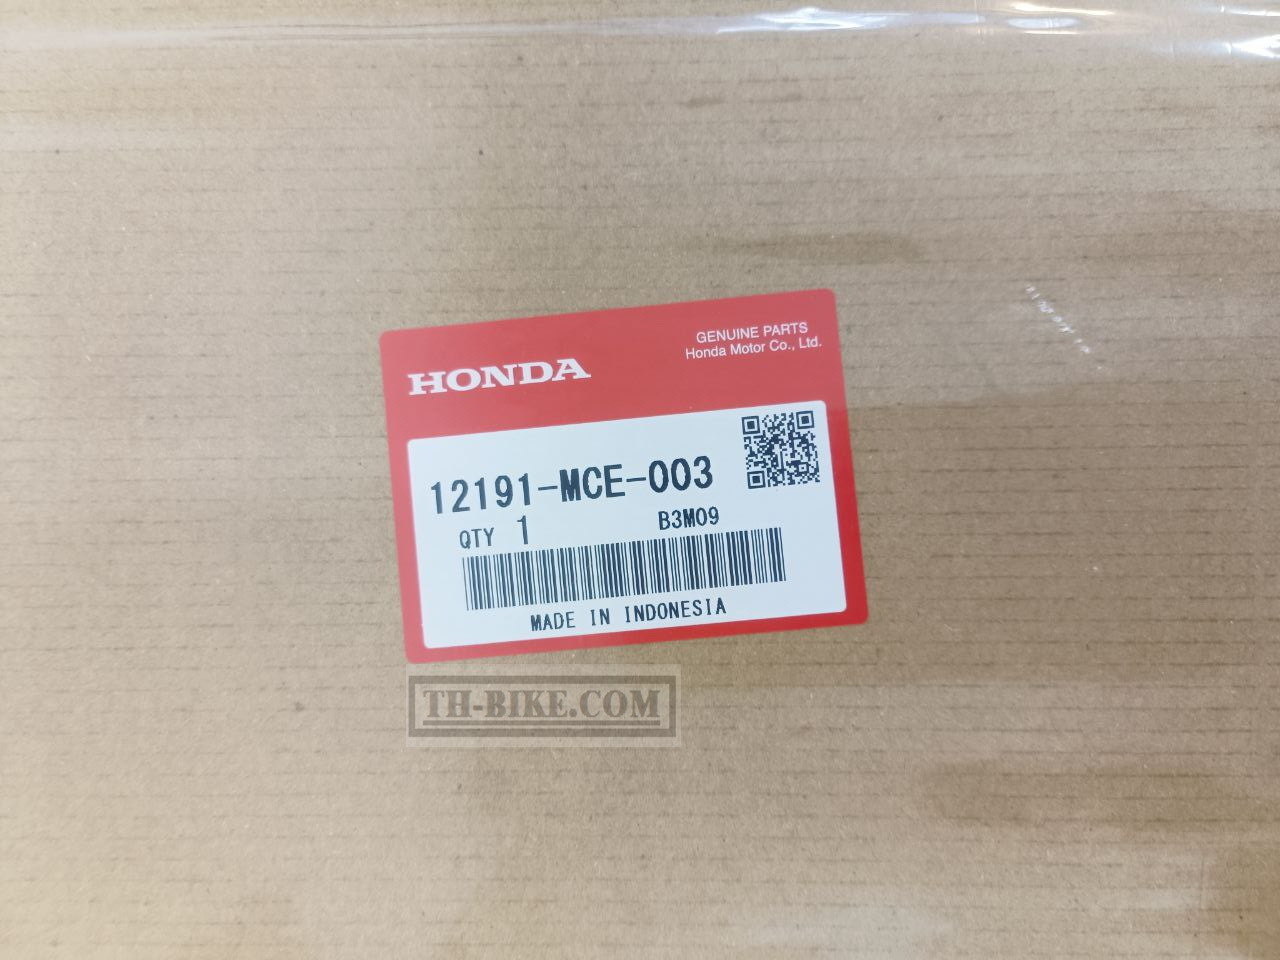 HONDA
GENUINE PARTS
Honda Motor Co., Ltd.
12191-MCE-003
QTY 1
B3M09
MADE IN INDONESIA
TH-BIKE.COM